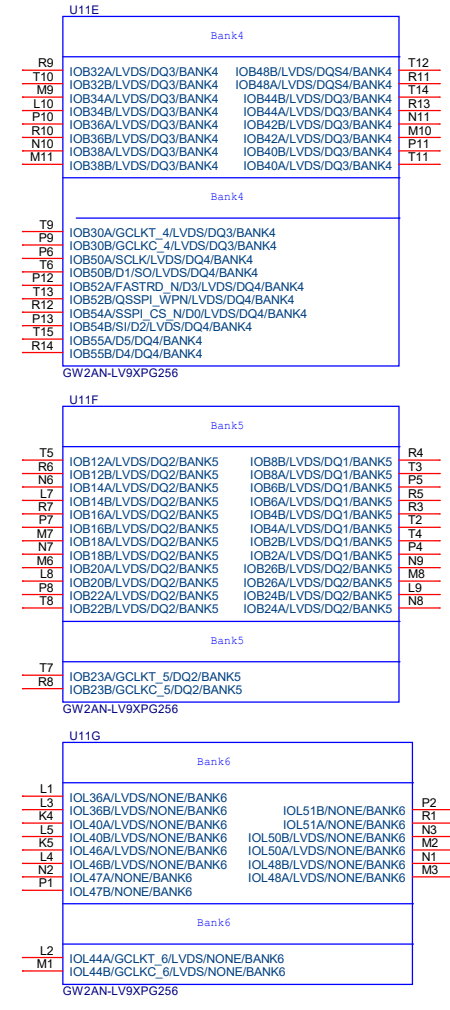 U11E
Bank4
R9 IOB32A/LVDS/DQ3/BANK4 IOB48B/LVDS/DQS4/BANK4 T12
T10 IOB32B/LVDS/DQ3/BANK4 IOB48A/LVDS/DQS4/BANK4 R11
M9 IOB34A/LVDS/DQ3/BANK4 IOB44B/LVDS/DQ3/BANK4 T14
L10 IOB34B/LVDS/DQ3/BANK4 IOB44A/LVDS/DQ3/BANK4 R13
P10 IOB36A/LVDS/DQ3/BANK4 IOB42B/LVDS/DQ3/BANK4 N11
R10 IOB36B/LVDS/DQ3/BANK4 IOB42A/LVDS/DQ3/BANK4 M10
N10 IOB38A/LVDS/DQ3/BANK4 IOB40B/LVDS/DQ3/BANK4 P11
M11 IOB38B/LVDS/DQ3/BANK4 IOB40A/LVDS/DQ3/BANK4 T11
Bank4
T9 IOB30A/GCLKT_4/LVDS/DQ3/BANK4
P9 IOB30B/GCLKC_4/LVDS/DQ3/BANK4
P6 IOB50A/SCLK/LVDS/DQ4/BANK4
T6 IOB50B/D1/SO/LVDS/DQ4/BANK4
P12 IOB52A/FASTRD_N/D3/LVDS/DQ4/BANK4
T13 IOB52B/QSSPI_WPN/LVDS/DQ4/BANK4
R12 IOB54A/SSPI_CS_N/D0/LVDS/DQ4/BANK4
P13 IOB54B/SI/D2/LVDS/DQ4/BANK4
T15 IOB55A/D5/DQ4/BANK4
R14 IOB55B/D4/DQ4/BANK4
GW2AN-LV9XPG256
U11F
Bank5
T5 IOB12A/LVDS/DQ2/BANK5 IOB8B/LVDS/DQ1/BANK5 R4
R6 IOB12B/LVDS/DQ2/BANK5 IOB8A/LVDS/DQ1/BANK5 T3
N6 IOB14A/LVDS/DQ2/BANK5 IOB6B/LVDS/DQ1/BANK5 P5
L7 IOB14B/LVDS/DQ2/BANK5 IOB6A/LVDS/DQ1/BANK5 R5
R7 IOB16A/LVDS/DQ2/BANK5 IOB4B/LVDS/DQ1/BANK5 R3
P7 IOB16B/LVDS/DQ2/BANK5 IOB4A/LVDS/DQ1/BANK5 T2
M7 IOB18A/LVDS/DQ2/BANK5 IOB2B/LVDS/DQ1/BANK5 T4
N7 IOB18B/LVDS/DQ2/BANK5 IOB2A/LVDS/DQ1/BANK5 P4
M6 IOB20A/LVDS/DQ2/BANK5 IOB26B/LVDS/DQ2/BANK5 N9
L8 IOB20B/LVDS/DQ2/BANK5 IOB26A/LVDS/DQ2/BANK5 M8
P8 IOB22A/LVDS/DQ2/BANK5 IOB24B/LVDS/DQ2/BANK5 L9
T8 IOB22B/LVDS/DQ2/BANK5 IOB24A/LVDS/DQ2/BANK5 N8
Bank5
T7 IOB23A/GCLKT_5/DQ2/BANK5
R8 IOB23B/GCLKC_5/DQ2/BANK5
GW2AN-LV9XPG256
U11G
Bank6
L1 IOL36A/LVDS/NONE/BANK6
L3 IOL36B/LVDS/NONE/BANK6 IOL51B/NONE/BANK6 P2
K4 IOL40A/LVDS/NONE/BANK6 IOL51A/NONE/BANK6 R1
L5 IOL40B/LVDS/NONE/BANK6 IOL50B/LVDS/NONE/BANK6 N3
K5 IOL46A/LVDS/NONE/BANK6 IOL50A/LVDS/NONE/BANK6 M2
L4 IOL46B/LVDS/NONE/BANK6 IOL48B/LVDS/NONE/BANK6 N1
N2 IOL47A/NONE/BANK6 IOL48A/LVDS/NONE/BANK6 M3
P1 IOL47B/NONE/BANK6
Bank6
L2 IOL44A/GCLKT_6/LVDS/NONE/BANK6
M1 IOL44B/GCLKC_6/LVDS/NONE/BANK6
GW2AN-LV9XPG256